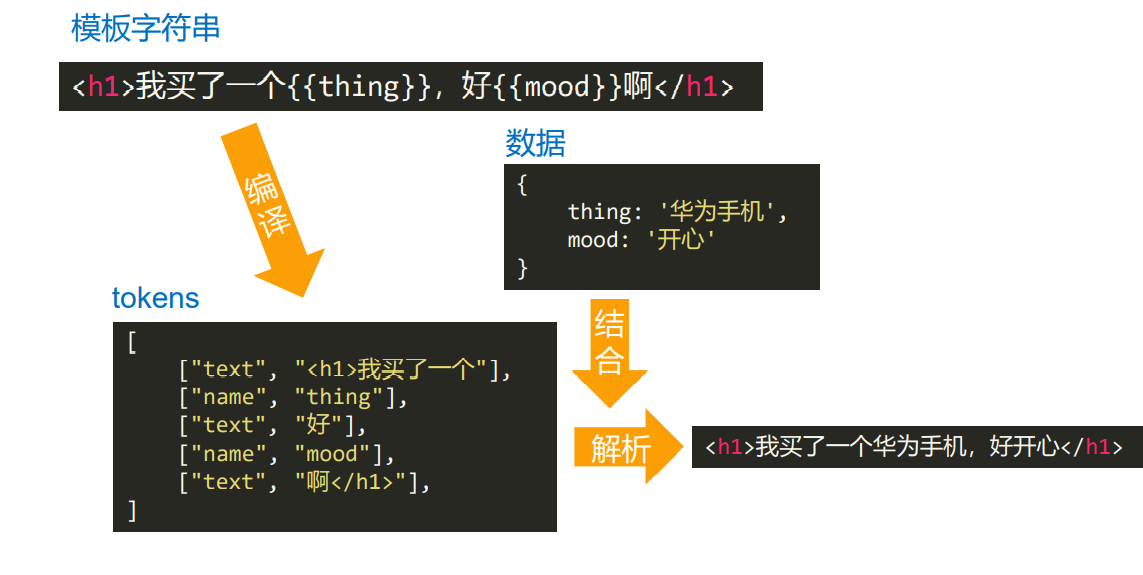 模板字符串
<h1>我买了一个{{thing}}，好{{mood}}啊</h1>
编译
数据
{
thing: '华为手机',
mood: '开心'
}
tokens
[
["text", "<h1>我买了一个"],
["name", "thing"],
["text", "好"],
["name", "mood"],
["text", "啊</h1>"],
]
结合
解析
<h1>我买了一个华为手机，好开心</h1>